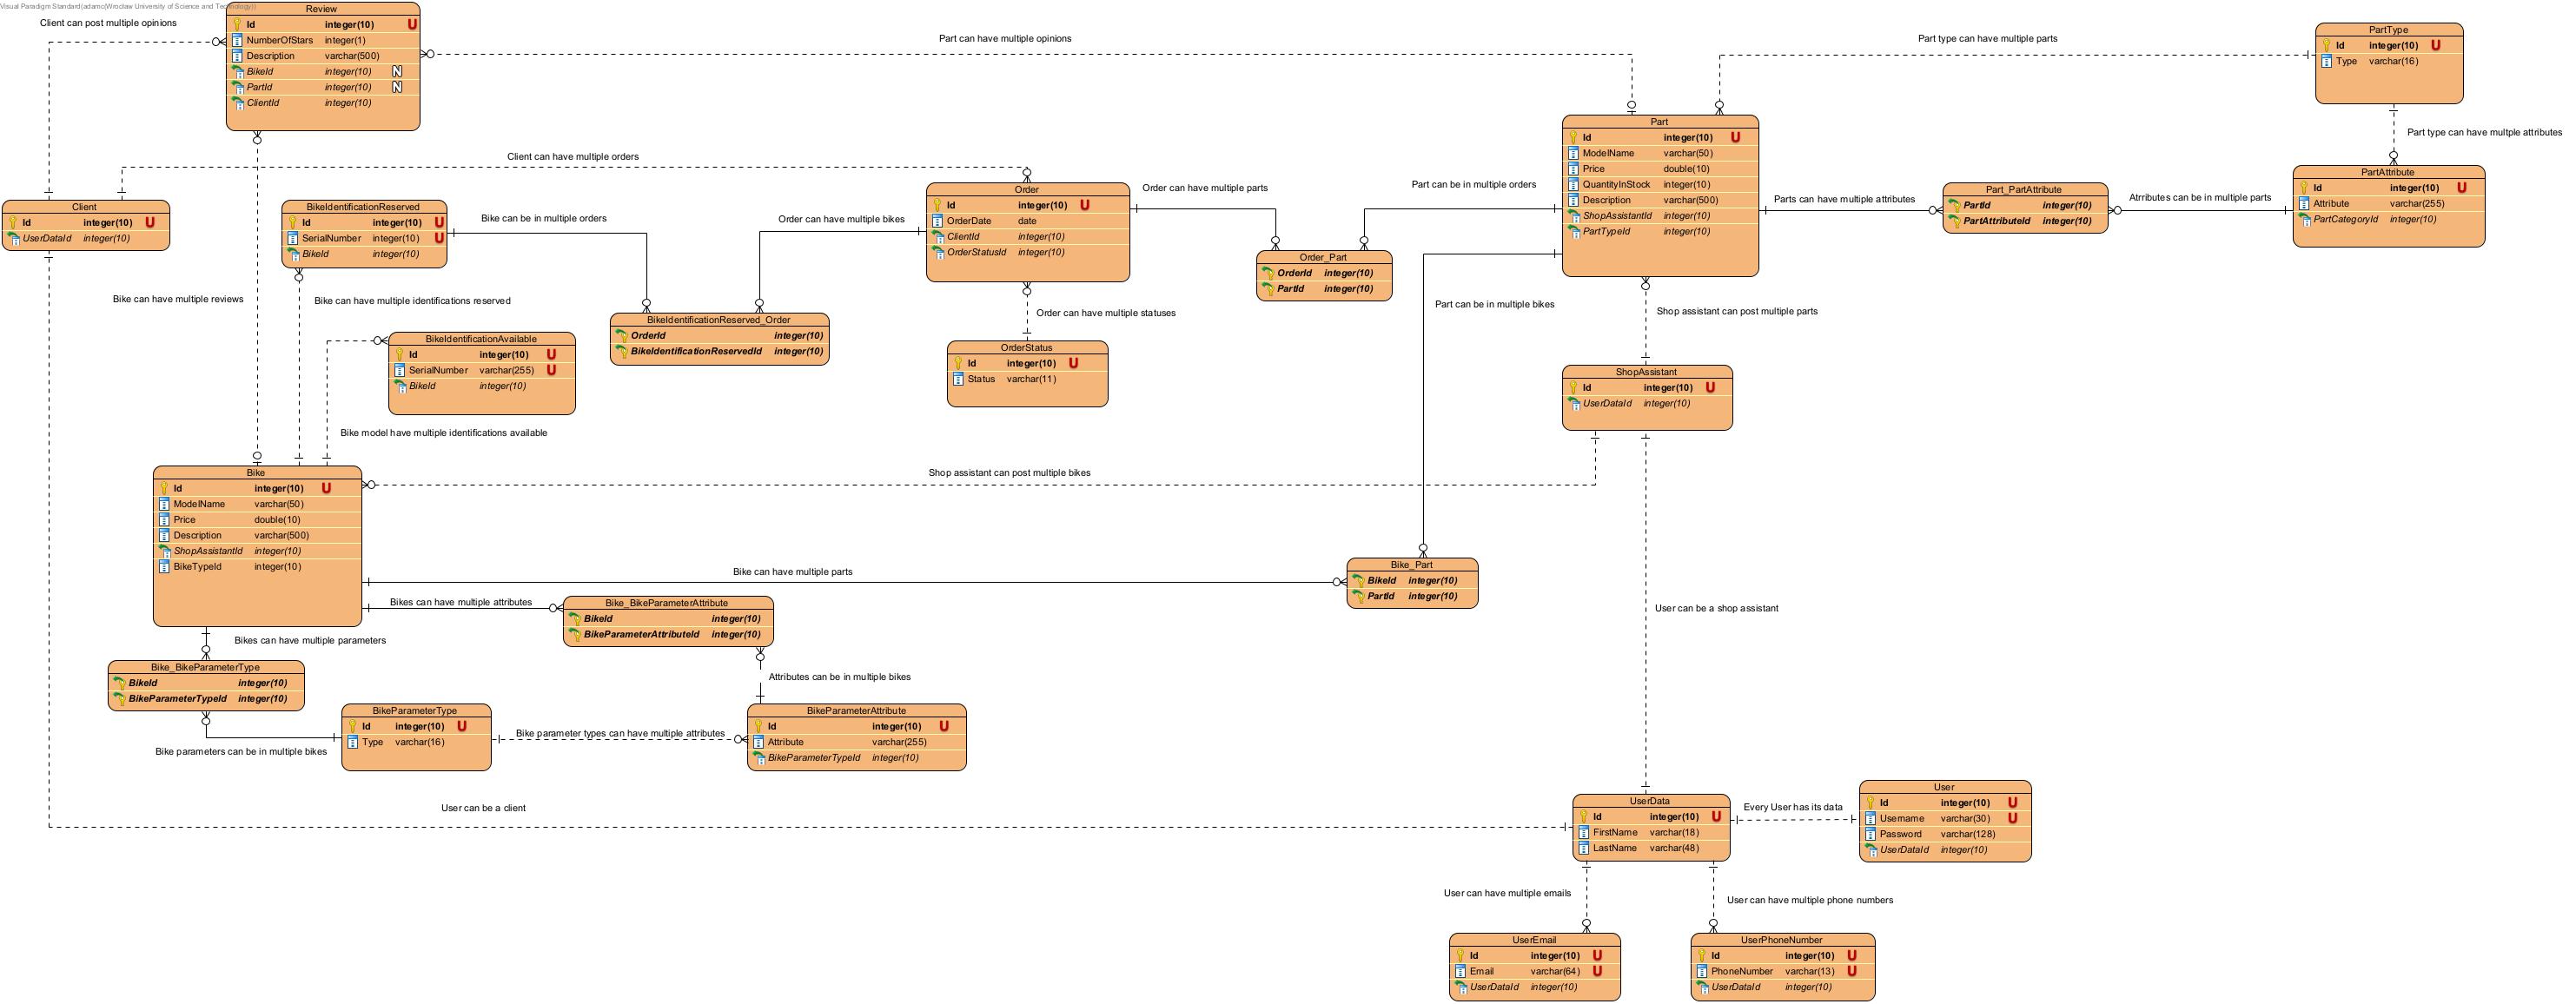 Visual Paradigm Standard(adamc(Wroclaw University of Science and Technology))
Client can post multiple opinions
Review
Id integer(10) U
NumberOfStars integer(1)
Description varchar(500)
BikeId integer(10) N
PartId integer(10) N
ClientId integer(10)
Part can have multiple opinions
Part type can have multiple parts
PartType
Id integer(10) U
Type varchar(16)
Part type can have multple attributes
Client can have multiple orders
Client
Id integer(10) U
UserDataId integer(10)
BikeIdentificationReserved
Id integer(10) U
SerialNumber integer(10) U
BikeId integer(10)
Bike can be in multiple orders
Order can have multiple bikes
Order
Id integer(10) U
OrderDate date
ClientId integer(10)
OrderStatusId integer(10)
Order can have multiple parts
Part can be in multiple orders
Order_Part
OrderId integer(10)
PartId integer(10)
Part
Id integer(10) U
ModelName varchar(50)
Price double(10)
QuantityInStock integer(10)
Description varchar(500)
ShopAssistantId integer(10)
PartTypeId integer(10)
Parts can have multiple attributes
Part_PartAttribute
PartId integer(10)
PartAttributeId integer(10)
Attributes can be in multiple parts
PartAttribute
Id integer(10) U
Attribute varchar(255)
PartCategoryId integer(10)
Bike can have multiple reviews
Bike can have multiple identifications reserved
BikeIdentificationAvailable
Id integer(10) U
SerialNumber varchar(255) U
BikeId integer(10)
Bike model have multiple identifications available
BikeIdentificationReserved_Order
OrderId integer(10)
BikeIdentificationReservedId integer(10)
Order can have multiple statuses
OrderStatus
Id integer(10) U
Status varchar(11)
Part can be in multiple bikes
Shop assistant can post multiple parts
ShopAssistant
Id integer(10) U
UserDataId integer(10)
Shop assistant can post multiple bikes
Bike
Id integer(10) U
ModelName varchar(50)
Price double(10)
Description varchar(500)
ShopAssistantId integer(10)
BikeTypeId integer(10)
Bike can have multiple parts
Bike_Part
BikeId integer(10)
PartId integer(10)
Bikes can have multiple attributes
Bike_BikeParameterAttribute
BikeId integer(10)
BikeParameterAttributeId integer(10)
Bikes can have multiple parameters
Bike_BikeParameterType
BikeId integer(10)
BikeParameterTypeId integer(10)
Bike parameters can be in multiple bikes
BikeParameterType
Id integer(10) U
Type varchar(16)
Bike parameter types can have multiple attributes
Attributes can be in multiple bikes
BikeParameterAttribute
Id integer(10) U
Attribute varchar(255)
BikeParameterTypeId integer(10)
User can be a shop assistant
User can be a client
UserData
Id integer(10) U
FirstName varchar(18)
LastName varchar(48)
Every User has its data
User
Id integer(10) U
Username varchar(30) U
Password varchar(128)
UserDataId integer(10)
User can have multiple emails
User can have multiple phone numbers
UserEmail
Id integer(10) U
Email varchar(64) U
UserDataId integer(10)
UserPhoneNumber
Id integer(10) U
PhoneNumber varchar(13) U
UserDataId integer(10)